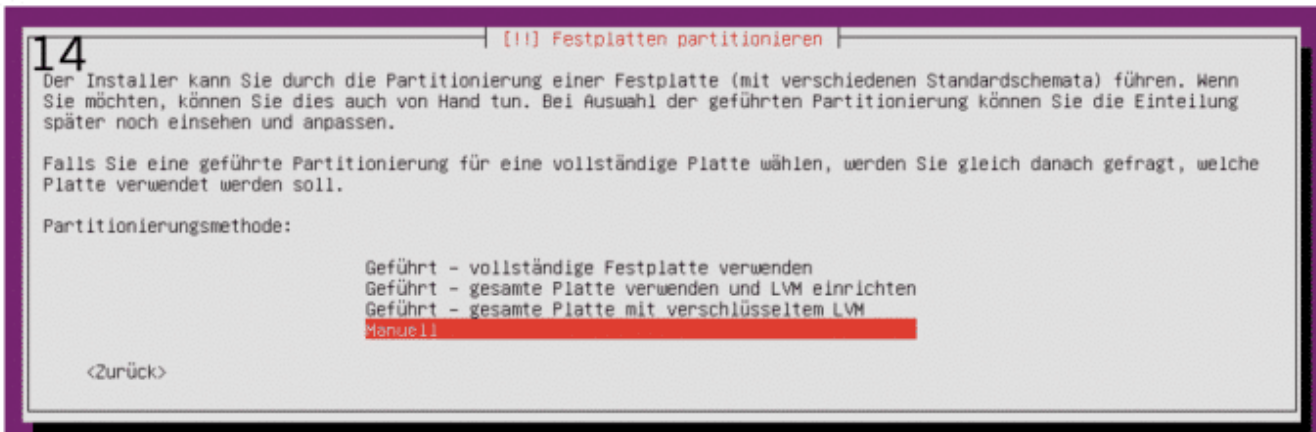 [!!] Festplatten partitionieren
14
Der Installer kann Sie durch die Partitionierung einer Festplatte (mit verschiedenen Standardschemata) führen. Wenn
Sie möchten, können Sie dies auch von Hand tun. Bei Auswahl der geführten Partitionierung können Sie die Einteilung
später noch einsehen und anpassen.
Falls Sie eine geführte Partitionierung für eine vollständige Platte wählen, werden Sie gleich danach gefragt, welche
Platte verwendet werden soll.
Partitionierungsmethode:
Geführt - vollständige Festplatte verwenden
Geführt - gesamte Platte verwenden und LVM einrichten
Geführt - gesamte Platte mit verschlüsseltem LVM
Manuell
<Zurück>